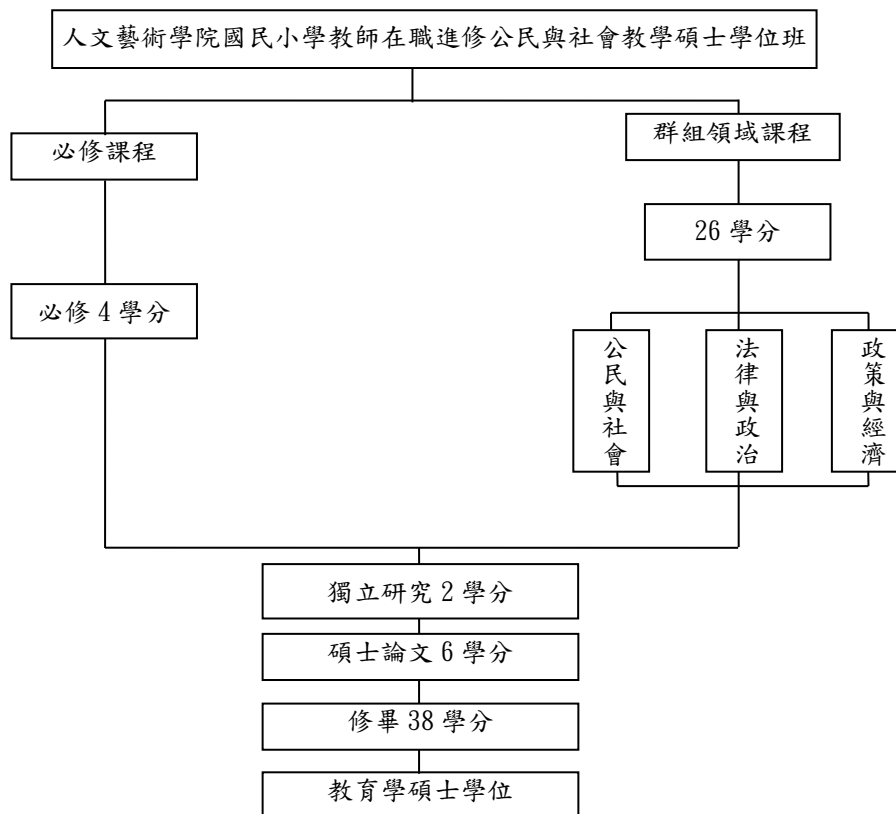 人文藝術學院國民小學教師在職進修公民與社會教學碩士學位班
必修課程
群組領域課程
26 學分
必修 4 學分
公民與社會
法律與政治
政策與經濟
獨立研究 2 學分
碩士論文 6 學分
修畢 38 學分
教育學碩士學位